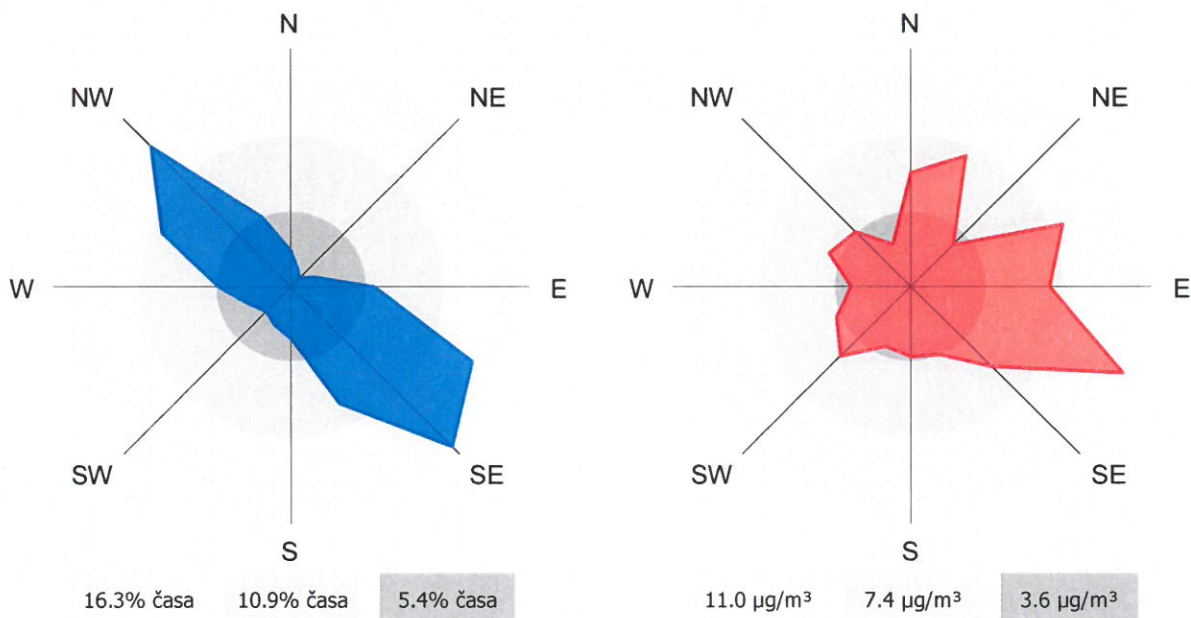 N
N
NW
NE
NW
NE
W
E
W
E
SW
SE
SW
SE
S
S
16.3% časa 10.9% časa 5.4% časa
11.0 µg/m³ 7.4 µg/m³ 3.6 µg/m³